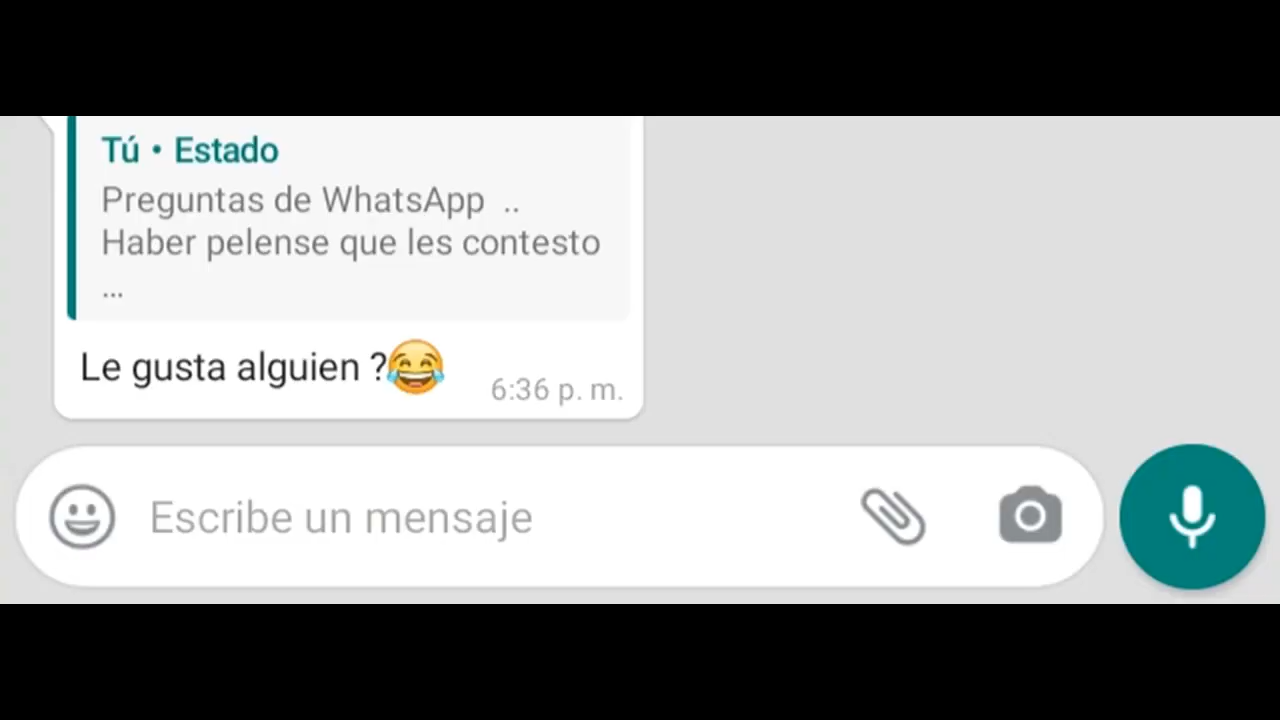 Tú • Estado
Preguntas de WhatsApp ..
Haber pelense que les contesto
...
Le gusta alguien ?😂
6:36 p. m.
Escribe un mensaje